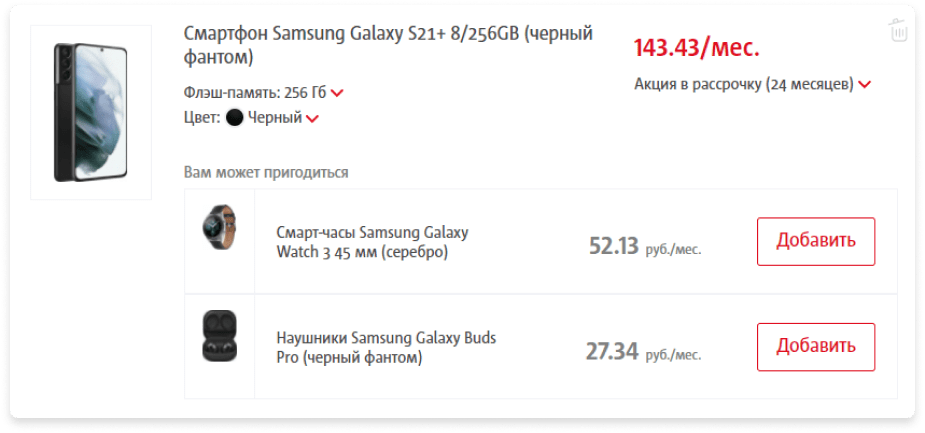 Смартфон Samsung Galaxy S21+ 8/256GB (черный
фантом)
143.43/мес.
Флэш-память: 256 Гб
Акция в рассрочку (24 месяцев)
Цвет: Черный
Вам может пригодиться
Смарт-часы Samsung Galaxy
Watch 3 45 мм (серебро)
52.13 руб./мес.
Добавить
Наушники Samsung Galaxy Buds
Pro (черный фантом)
27.34 руб./мес.
Добавить